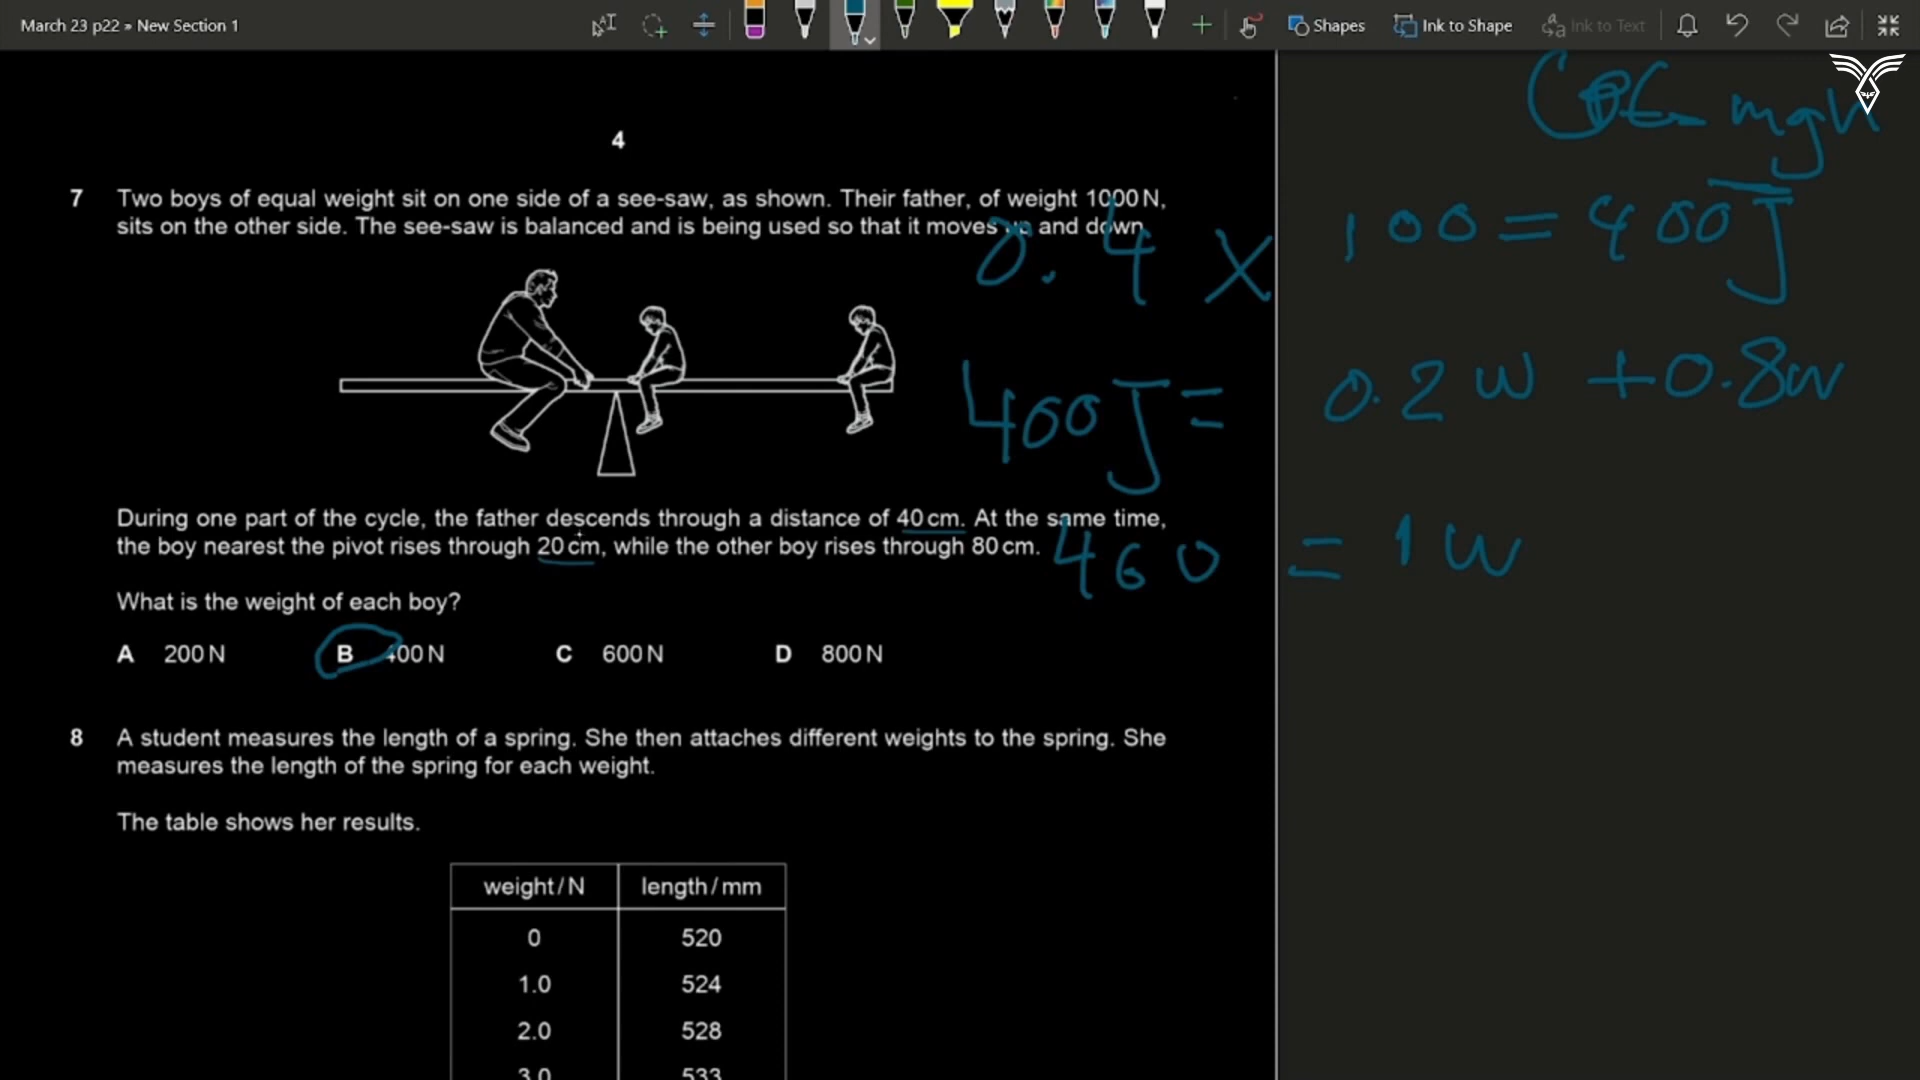 March 23 p22 » New Section 1
Shapes
Ink to Shape
Ink to Text
4
mgh
7 Two boys of equal weight sit on one side of a see-saw, as shown. Their father, of weight 1000 N,
sits on the other side. The see-saw is balanced and is being used so that it moves up and down.
0.4 × 100 = 400 J
400 J = 0.2 w + 0.8w
During one part of the cycle, the father descends through a distance of 40 cm. At the same time,
the boy nearest the pivot rises through 20 cm, while the other boy rises through 80 cm.
400 = 1 w
What is the weight of each boy?
A 200 N B 400 N C 600 N D 800 N
8 A student measures the length of a spring. She then attaches different weights to the spring. She
measures the length of the spring for each weight.
The table shows her results.
weight / N length / mm
0 520
1.0 524
2.0 528
3.0 533